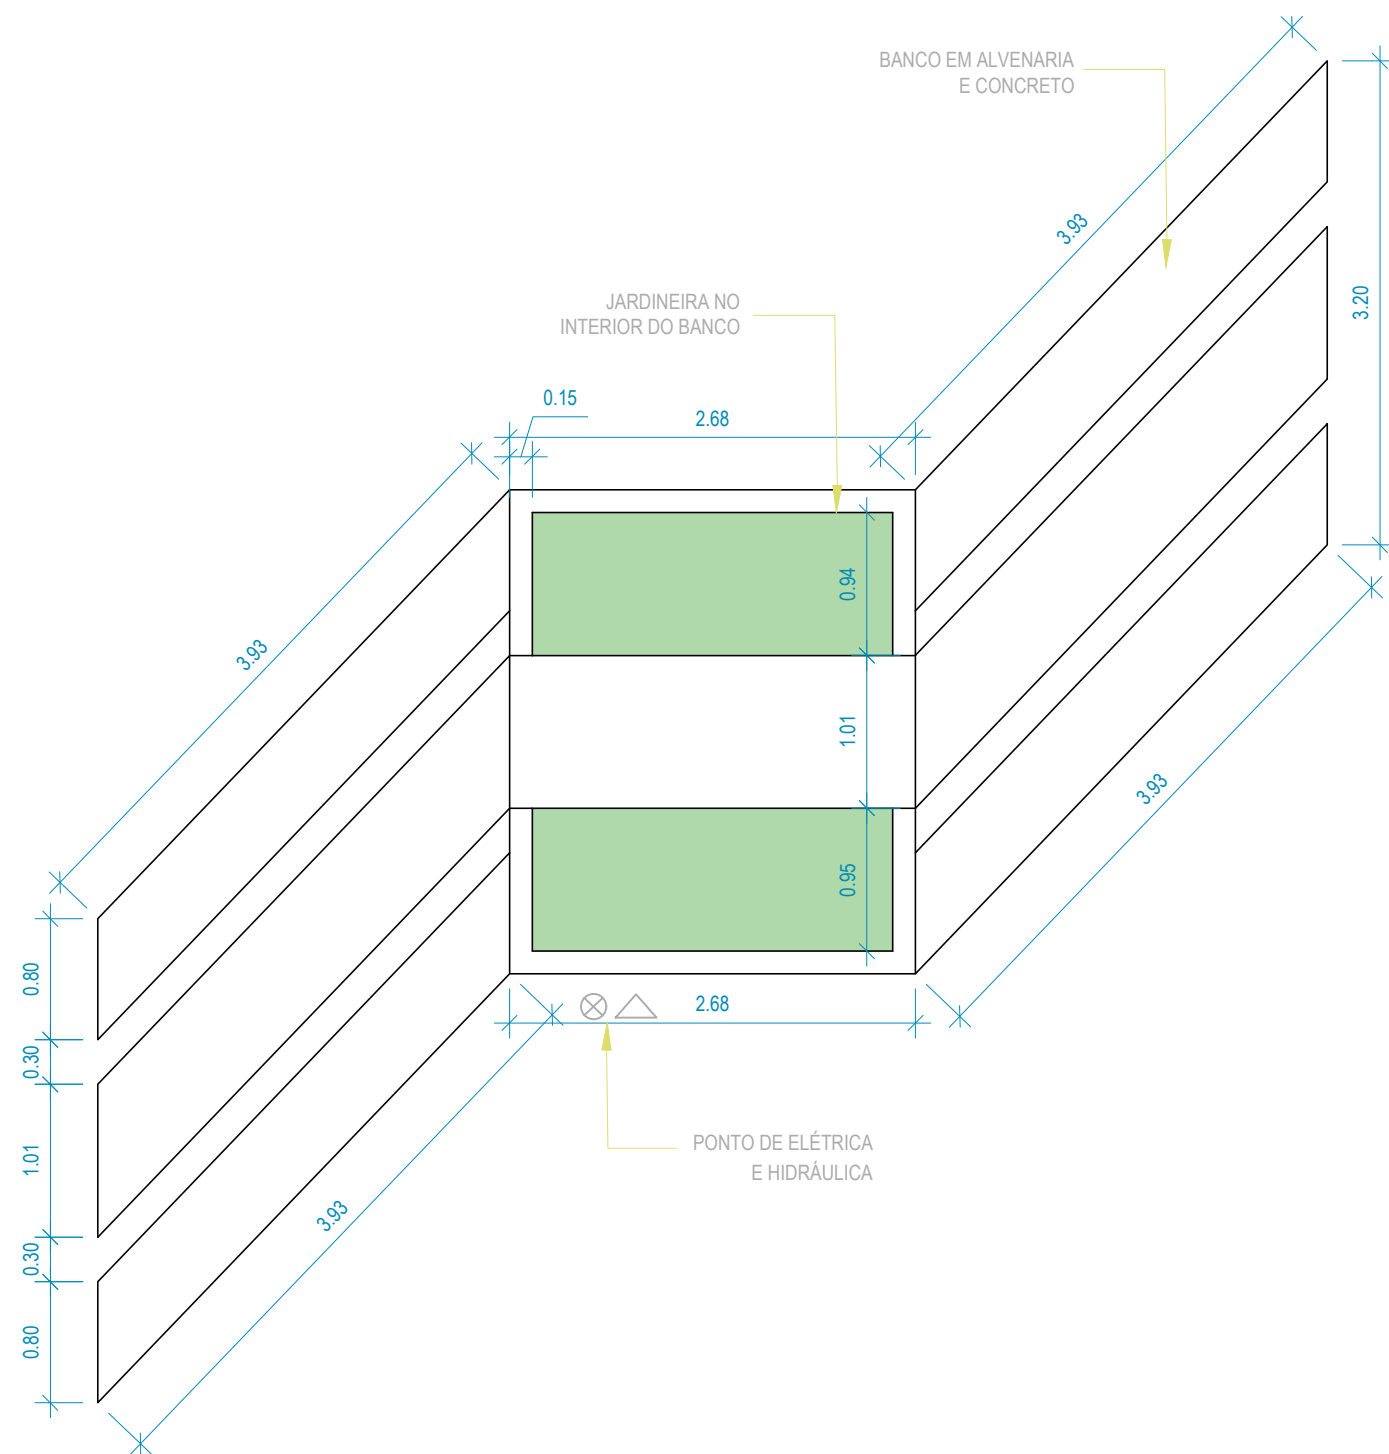 BANCO EM ALVENARIA
E CONCRETO
3.93
3.20
JARDINEIRA NO
INTERIOR DO BANCO
0.15
2.68
0.94
3.93
1.01
3.93
0.95
0.80
2.68
0.30
PONTO DE ELÉTRICA
E HIDRÁULICA
1.01
3.93
0.30
0.80